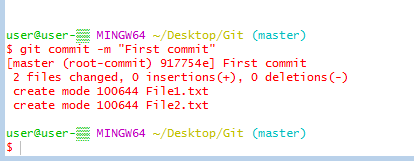 user@user- MINGW64 ~/Desktop/Git (master)
$ git commit -m "First commit"
[master (root-commit) 917754e] First commit
 2 files changed, 0 insertions(+), 0 deletions(-)
 create mode 100644 File1.txt
 create mode 100644 File2.txt
user@user- MINGW64 ~/Desktop/Git (master)
$